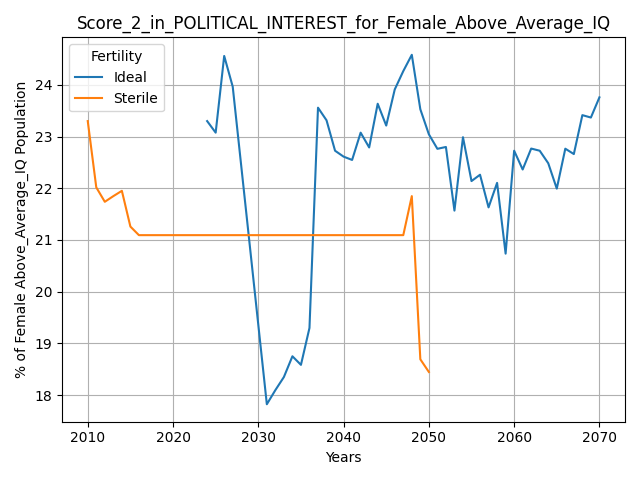 Score_2_in_POLITICAL_INTEREST_for_Female_Above_Average_IQ
Fertility
Ideal
Sterile
% of Female Above_Average_IQ Population
24
23
22
21
20
19
18
2010 2020 2030 2040 2050 2060 2070
Years